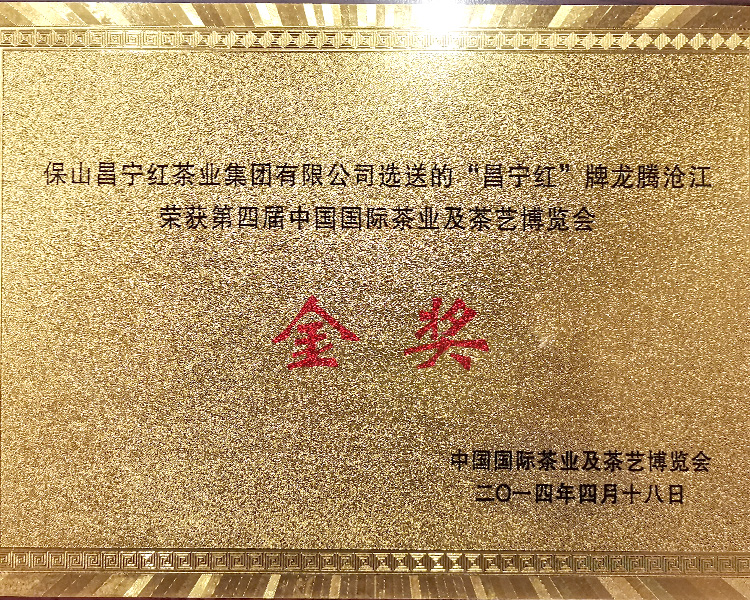 保山昌宁红茶业集团有限公司选送的“昌宁红”牌龙腾沧江
荣获第四届中国国际茶业及茶艺博览会
金奖
中国国际茶业及茶艺博览会
二〇一四年四月十八日